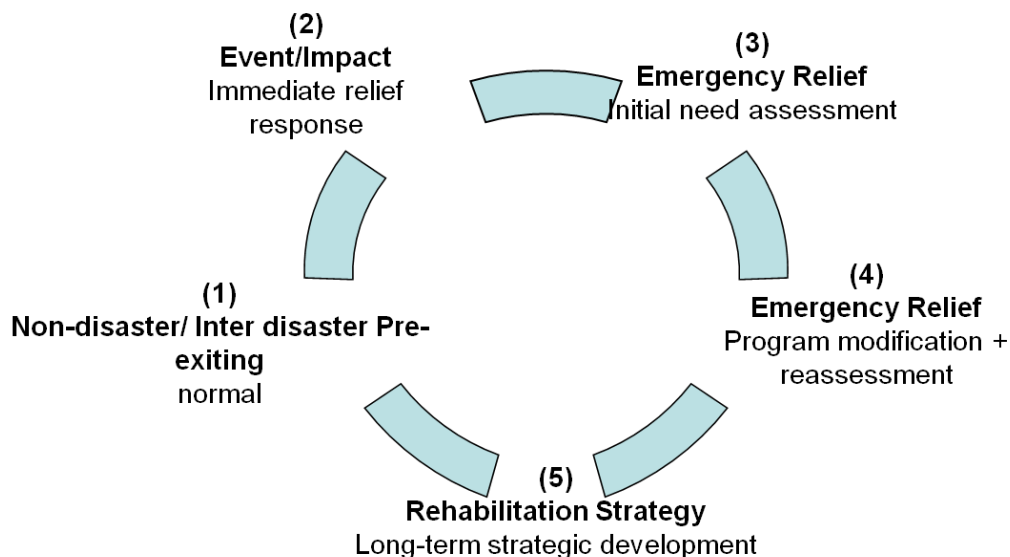 (2)
Event/Impact
Immediate relief
response
(3)
Emergency Relief
Initial need assessment
(4)
Emergency Relief
Program modification +
reassessment
(5)
Rehabilitation Strategy
Long-term strategic development
(1)
Non-disaster/ Inter disaster Pre-
exiting
normal